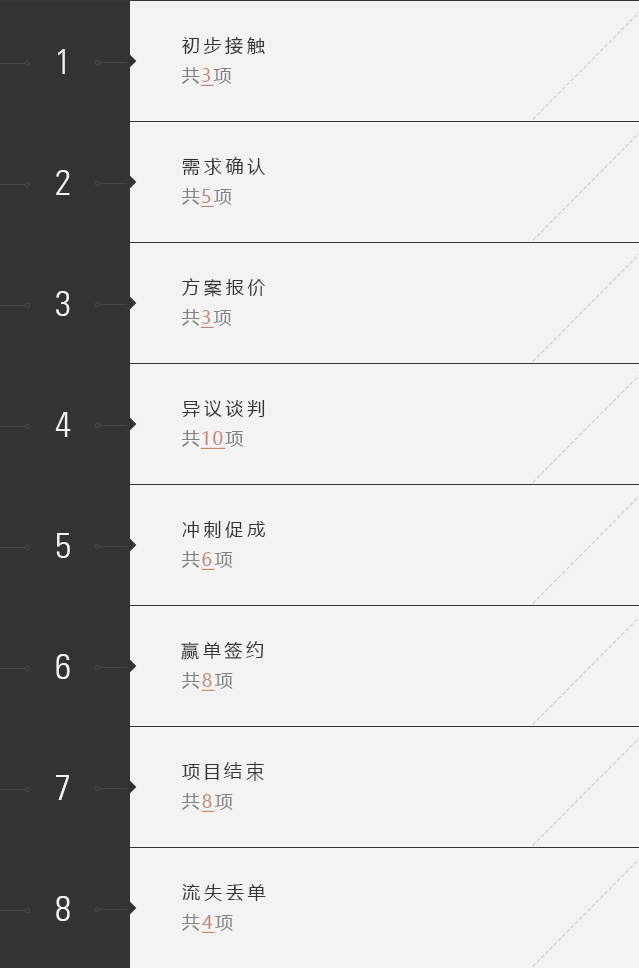 1
初步接触
共3项
2
需求确认
共5项
3
方案报价
共3项
4
异议谈判
共10项
5
冲刺促成
共6项
6
赢单签约
共8项
7
项目结束
共8项
8
流失丢单
共4项